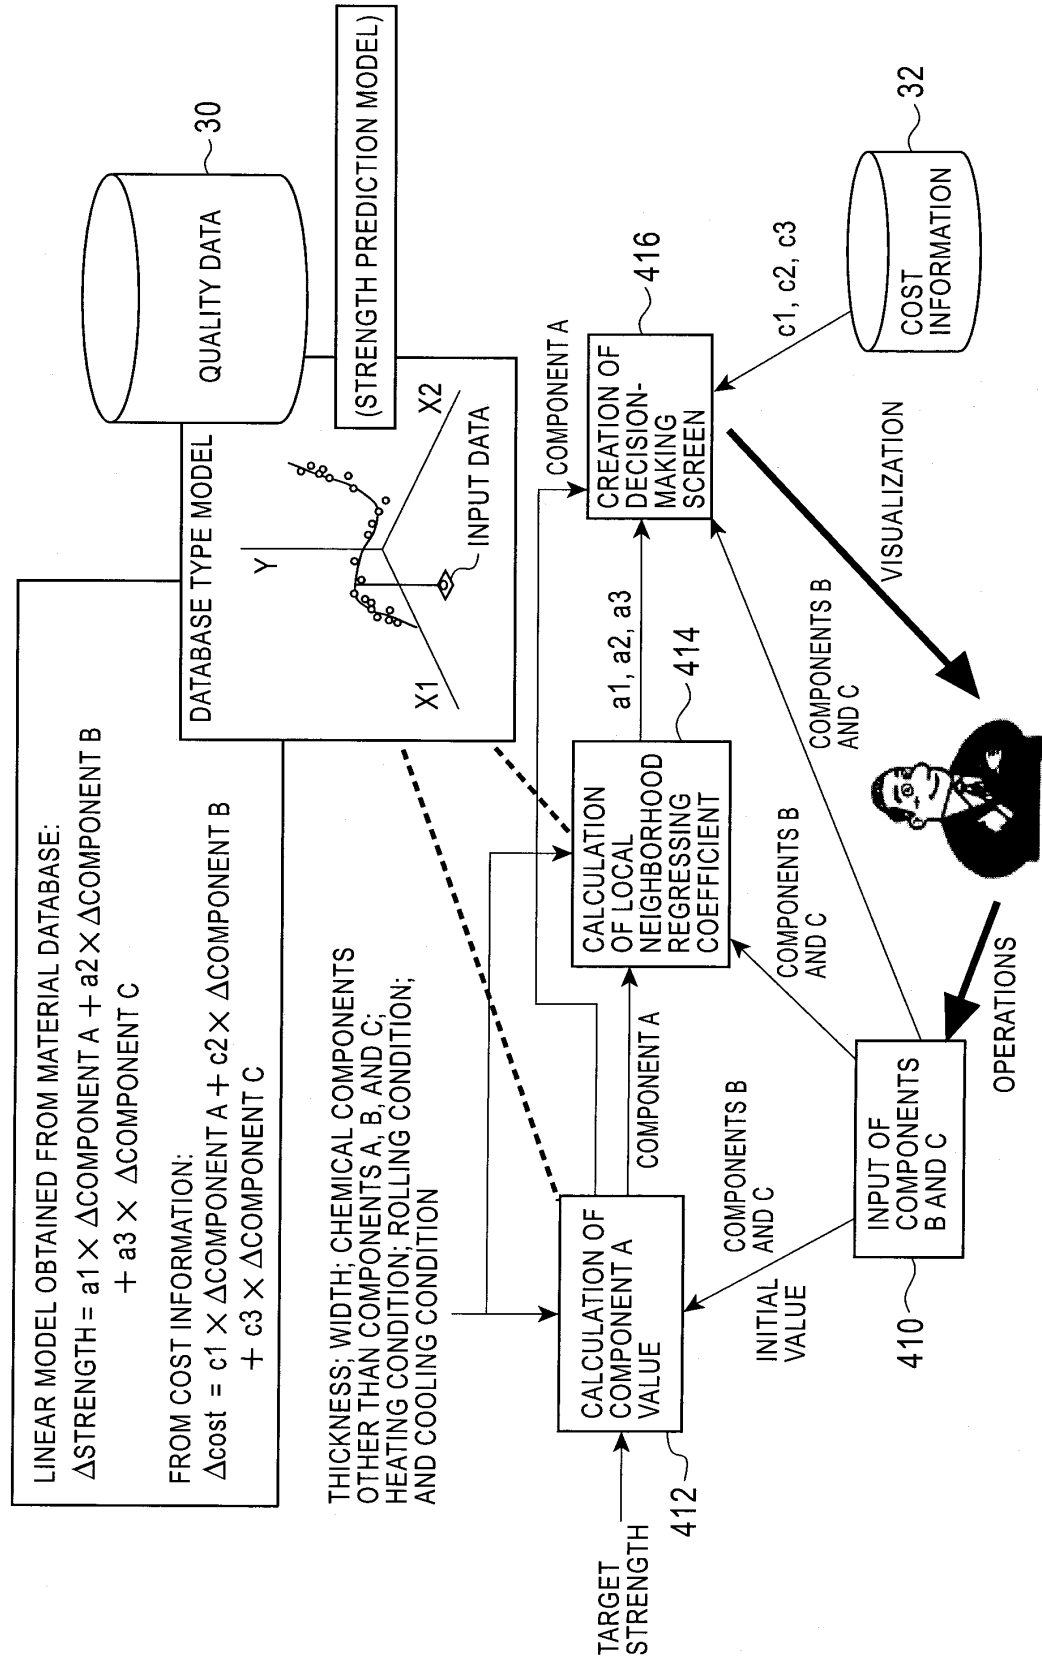 LINEAR MODEL OBTAINED FROM MATERIAL DATABASE:
ΔSTRENGTH = a1 × ΔCOMPONENT A + a2 × ΔCOMPONENT B
+ a3 × ΔCOMPONENT C
FROM COST INFORMATION:
Δcost = c1 × ΔCOMPONENT A + c2 × ΔCOMPONENT B
+ c3 × ΔCOMPONENT C
DATABASE TYPE MODEL
Y
X1
X2
INPUT DATA
QUALITY DATA
30
(STRENGTH PREDICTION MODEL)
THICKNESS; WIDTH; CHEMICAL COMPONENTS
OTHER THAN COMPONENTS A, B, AND C;
HEATING CONDITION; ROLLING CONDITION;
AND COOLING CONDITION
TARGET
STRENGTH
CALCULATION OF
COMPONENT A
VALUE
412
COMPONENT A
CALCULATION
OF LOCAL
NEIGHBORHOOD
REGRESSING
COEFFICIENT
414
a1, a2, a3
COMPONENT A
CREATION OF
DECISION-
MAKING
SCREEN
416
c1, c2, c3
COST
INFORMATION
32
COMPONENTS B
AND C
INITIAL
VALUE
COMPONENTS B
AND C
COMPONENTS B
AND C
VISUALIZATION
INPUT OF
COMPONENTS
B AND C
410
OPERATIONS